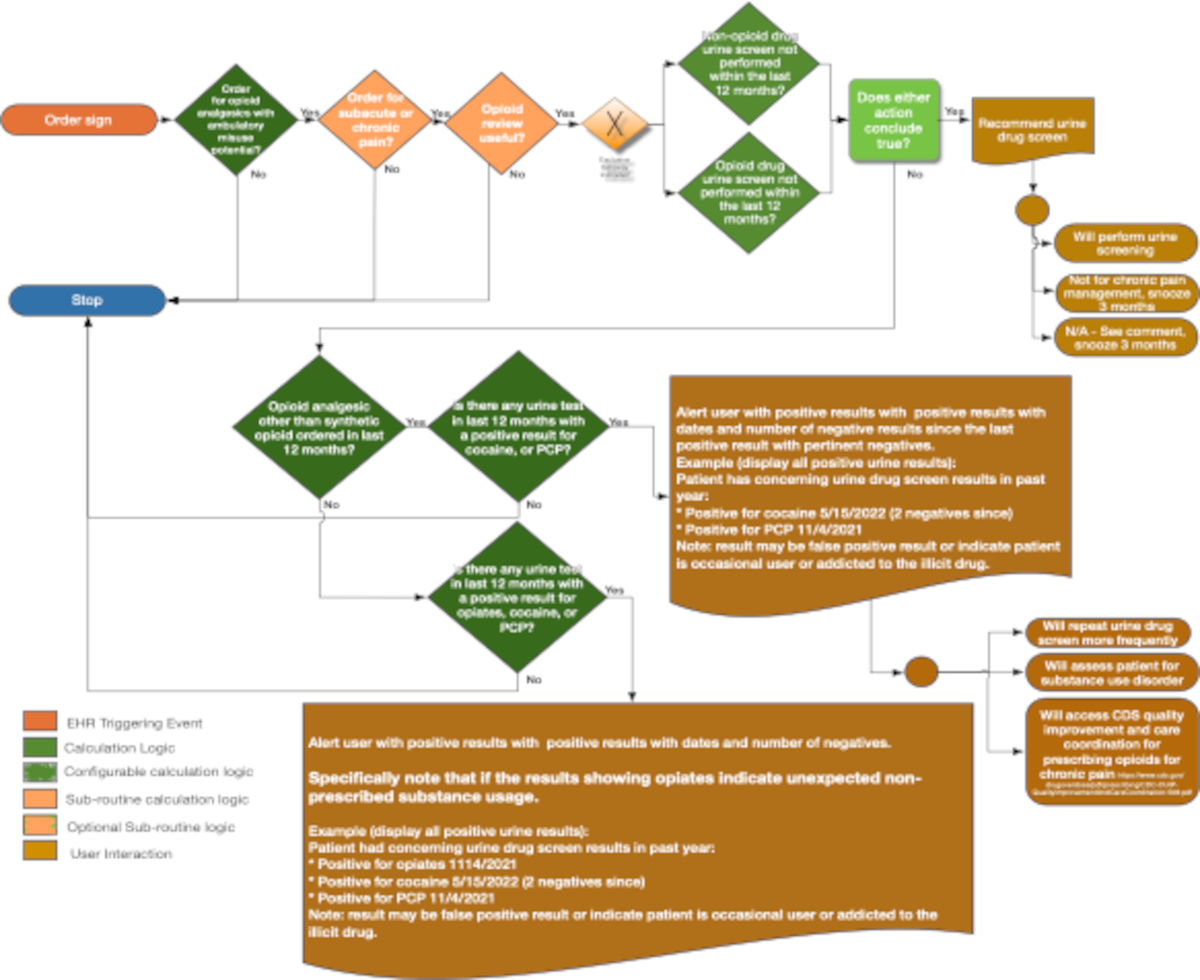 Order sign
Order
for opioid
analgesics with
ambulatory
misuse
potential?
Yes
No
Order for
subacute or
chronic
pain?
Yes
No
Opioid
review
useful?
Yes
No
X
Non-opioid drug
urine screen not
performed
within the last
12 months?
Opioid drug
urine screen not
performed within
the last 12
months?
Does either
action
conclude
true?
Yes
No
Recommend urine
drug screen
Will perform urine
screening
Not for chronic pain
management, snooze
3 months
N/A - See comment,
snooze 3 months
Stop
Opioid analgesic
other than synthetic
opioid ordered in last
12 months?
Yes
No
is there any urine test
in last 12 months with
a positive result for
cocaine, or PCP?
Yes
No
Alert user with positive results with positive results with
dates and number of negative results since the last
positive result with pertinent negatives.
Example (display all positive urine results):
Patient has concerning urine drug screen results in past
year:
* Positive for cocaine 5/15/2022 (2 negatives since)
* Positive for PCP 11/4/2021
Note: result may be false positive result or indicate patient
is occasional user or addicted to the illicit drug.
is there any urine test
in last 12 months with
a positive result for
opiates, cocaine, or
PCP?
Yes
No
Will repeat urine drug
screen more frequently
Will assess patient for
substance use disorder
Will access CDS quality
improvement and care
coordination for
prescribing opioids for
chronic pain
Alert user with positive results with positive results with dates and number of negatives.
Specifically note that if the results showing opiates indicate unexpected non-
prescribed substance usage.
Example (display all positive urine results):
Patient had concerning urine drug screen results in past year:
* Positive for opiates 1114/2021
* Positive for cocaine 5/15/2022 (2 negatives since)
* Positive for PCP 11/4/2021
Note: result may be false positive result or indicate patient is occasional user or addicted to the
illicit drug.
EHR Triggering Event
Calculation Logic
Configurable calculation logic
Sub-routine calculation logic
Optional Sub-routine logic
User Interaction